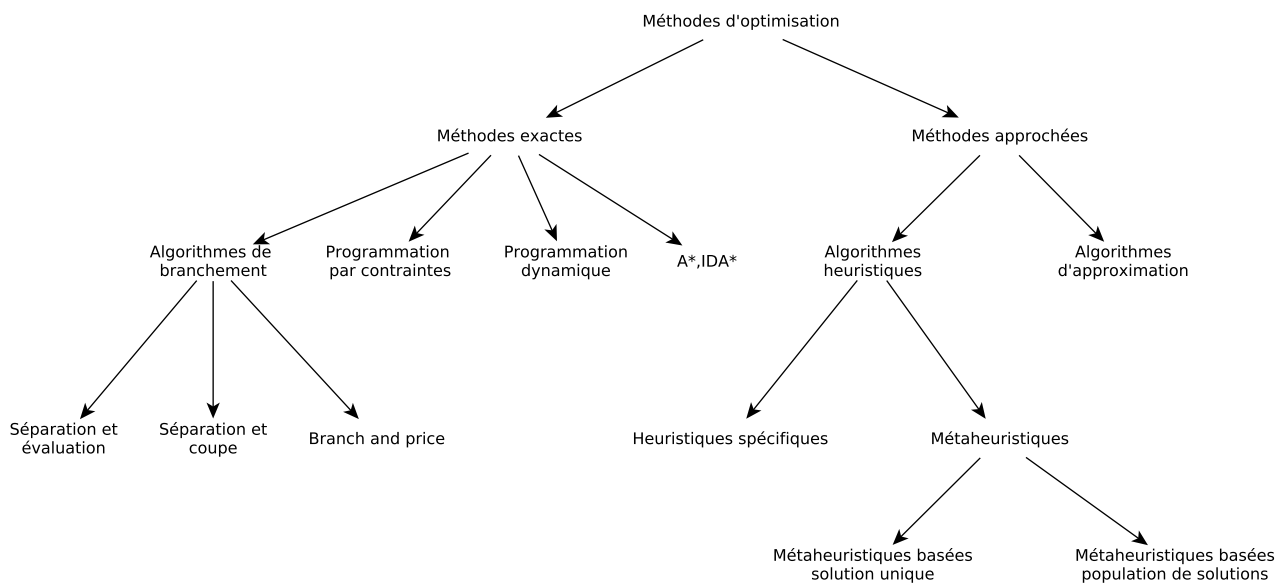 Méthodes d'optimisation
Méthodes exactes
Méthodes approchées
Algorithmes de
branchement
Programmation
par contraintes
Programmation
dynamique
A*,IDA*
Algorithmes
heuristiques
Algorithmes
d'approximation
Séparation et
évaluation
Séparation et
coupe
Branch and price
Heuristiques spécifiques
Métaheuristiques
Métaheuristiques basées
solution unique
Métaheuristiques basées
population de solutions